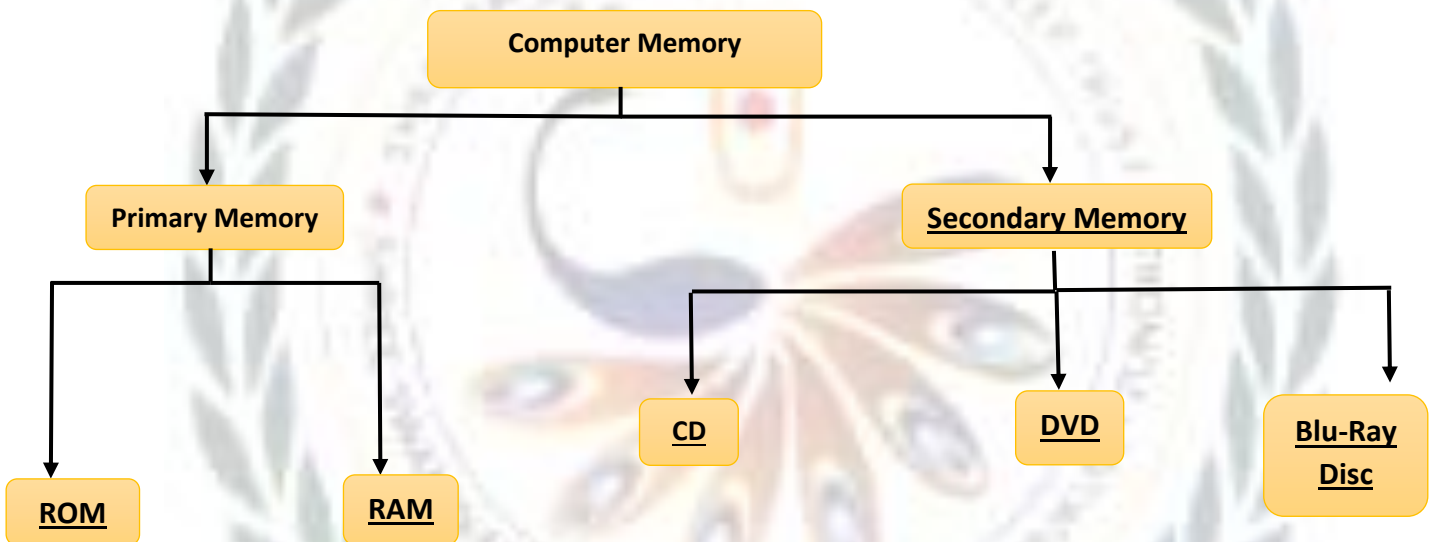 Computer Memory
Primary Memory
Secondary Memory
CD
DVD
Blu-Ray
Disc
ROM
RAM